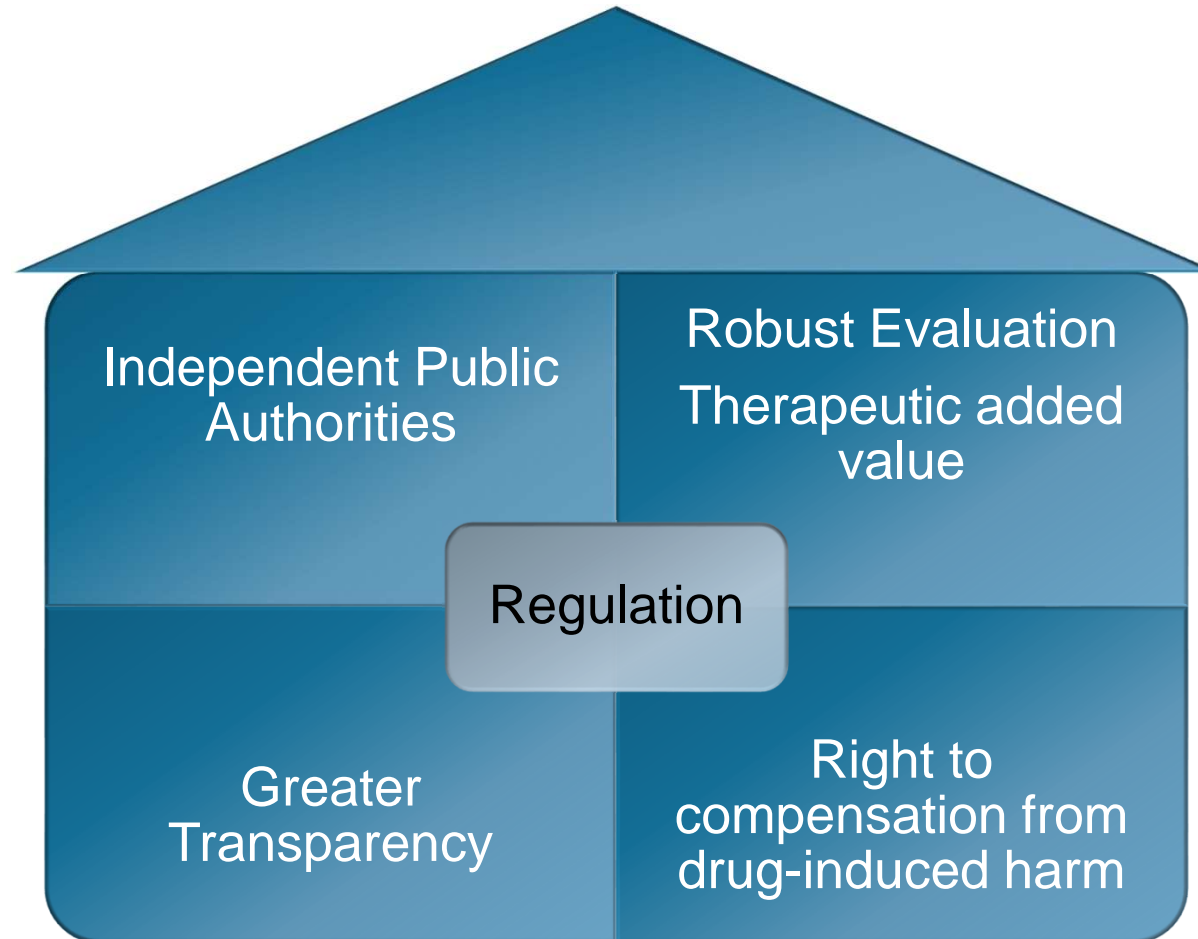 Independent Public
Authorities
Robust Evaluation
Therapeutic added
value
Regulation
Greater
Transparency
Right to
compensation from
drug-induced harm